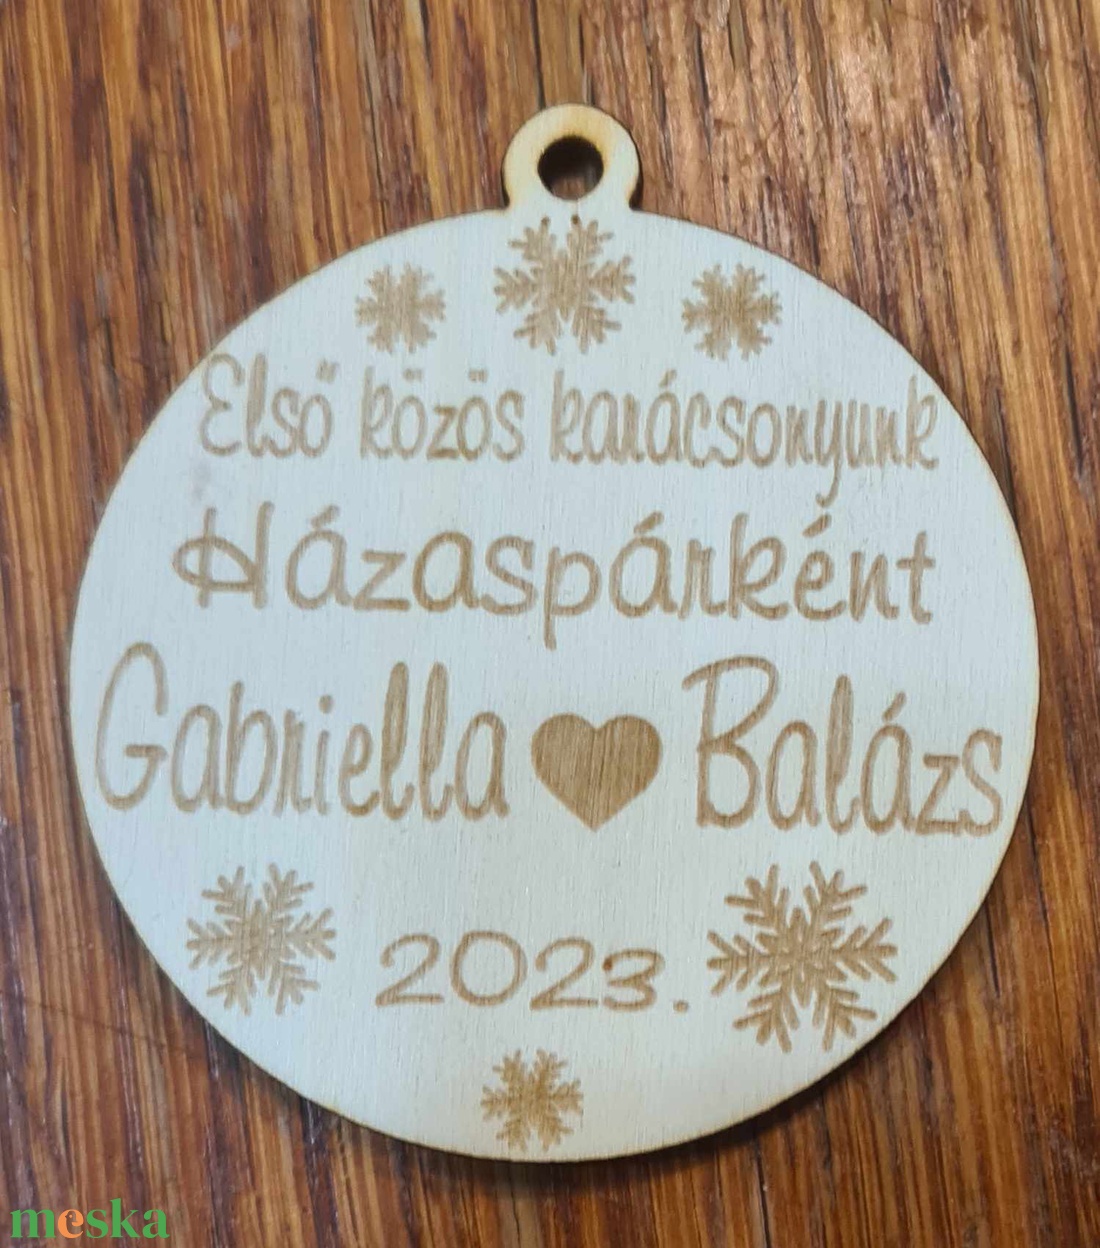 Első közös karácsonyunk
Házaspárként
Gabriella Balázs
2023.
meska